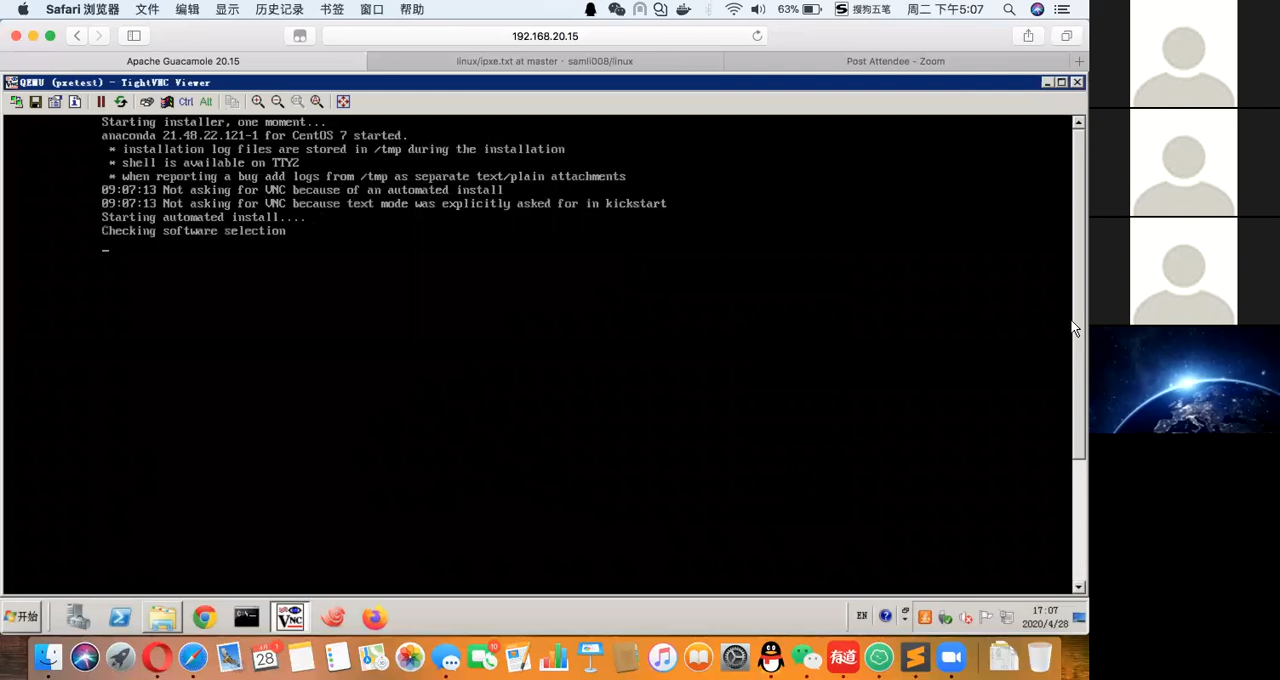 Safari 浏览器 文件 编辑 显示 历史记录 书签 窗口 帮助 63% S 搜狗五笔 周二 下午5:07
192.168.20.15
Apache Guacamole 20.15 linux/ipxe.txt at master · samli008/linux Post Attendee - Zoom
QEMU (pxetest) - TightVNC Viewer
Ctrl Alt
Starting installer, one moment...
anaconda 21.48.22.121-1 for CentOS 7 started.
* installation log files are stored in /tmp during the installation
* shell is available on TTY2
* when reporting a bug add logs from /tmp as separate text/plain attachments
09:07:13 Not asking for VNC because of an automated install
09:07:13 Not asking for VNC because text mode was explicitly asked for in kickstart
Starting automated install....
Checking software selection
_
开始 VNC EN 17:07
2020/4/28
28 10 有道 S